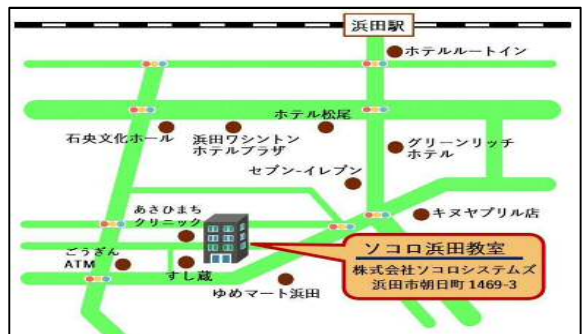 浜田駅
ホテルルートイン
ホテル松尾
石央文化ホール
浜田ワシントン
ホテルプラザ
グリーンリッチ
ホテル
セブン-イレブン
あさひまち
クリニック
キヌヤプリル店
ソコロ浜田教室
株式会社ソコロシステムズ
浜田市朝日町1469-3
ごうぎん
ATM
すし蔵
ゆめマート浜田